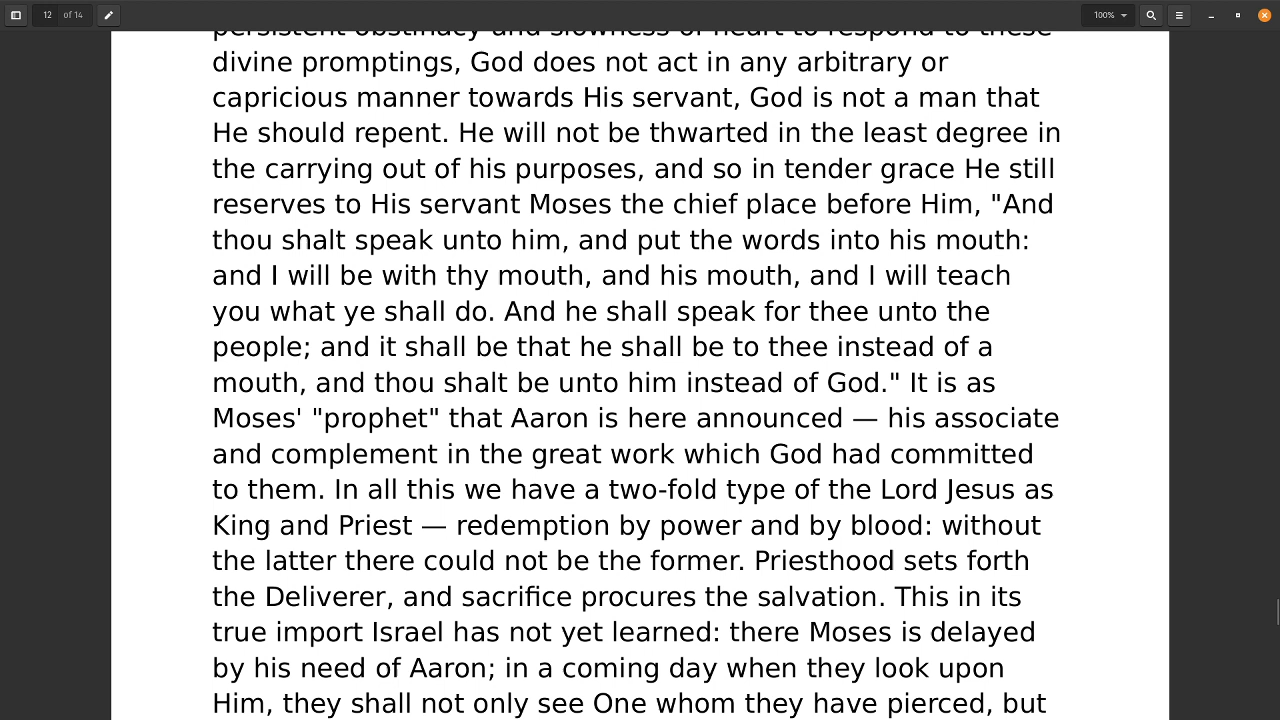 12 of 14
100%
persistent obstinacy and slowness of heart to respond to these
divine promptings, God does not act in any arbitrary or
capricious manner towards His servant, God is not a man that
He should repent. He will not be thwarted in the least degree in
the carrying out of his purposes, and so in tender grace He still
reserves to His servant Moses the chief place before Him, "And
thou shalt speak unto him, and put the words into his mouth:
and I will be with thy mouth, and his mouth, and I will teach
you what ye shall do. And he shall speak for thee unto the
people; and it shall be that he shall be to thee instead of a
mouth, and thou shalt be unto him instead of God." It is as
Moses' "prophet" that Aaron is here announced — his associate
and complement in the great work which God had committed
to them. In all this we have a two-fold type of the Lord Jesus as
King and Priest — redemption by power and by blood: without
the latter there could not be the former. Priesthood sets forth
the Deliverer, and sacrifice procures the salvation. This in its
true import Israel has not yet learned: there Moses is delayed
by his need of Aaron; in a coming day when they look upon
Him, they shall not only see One whom they have pierced, but